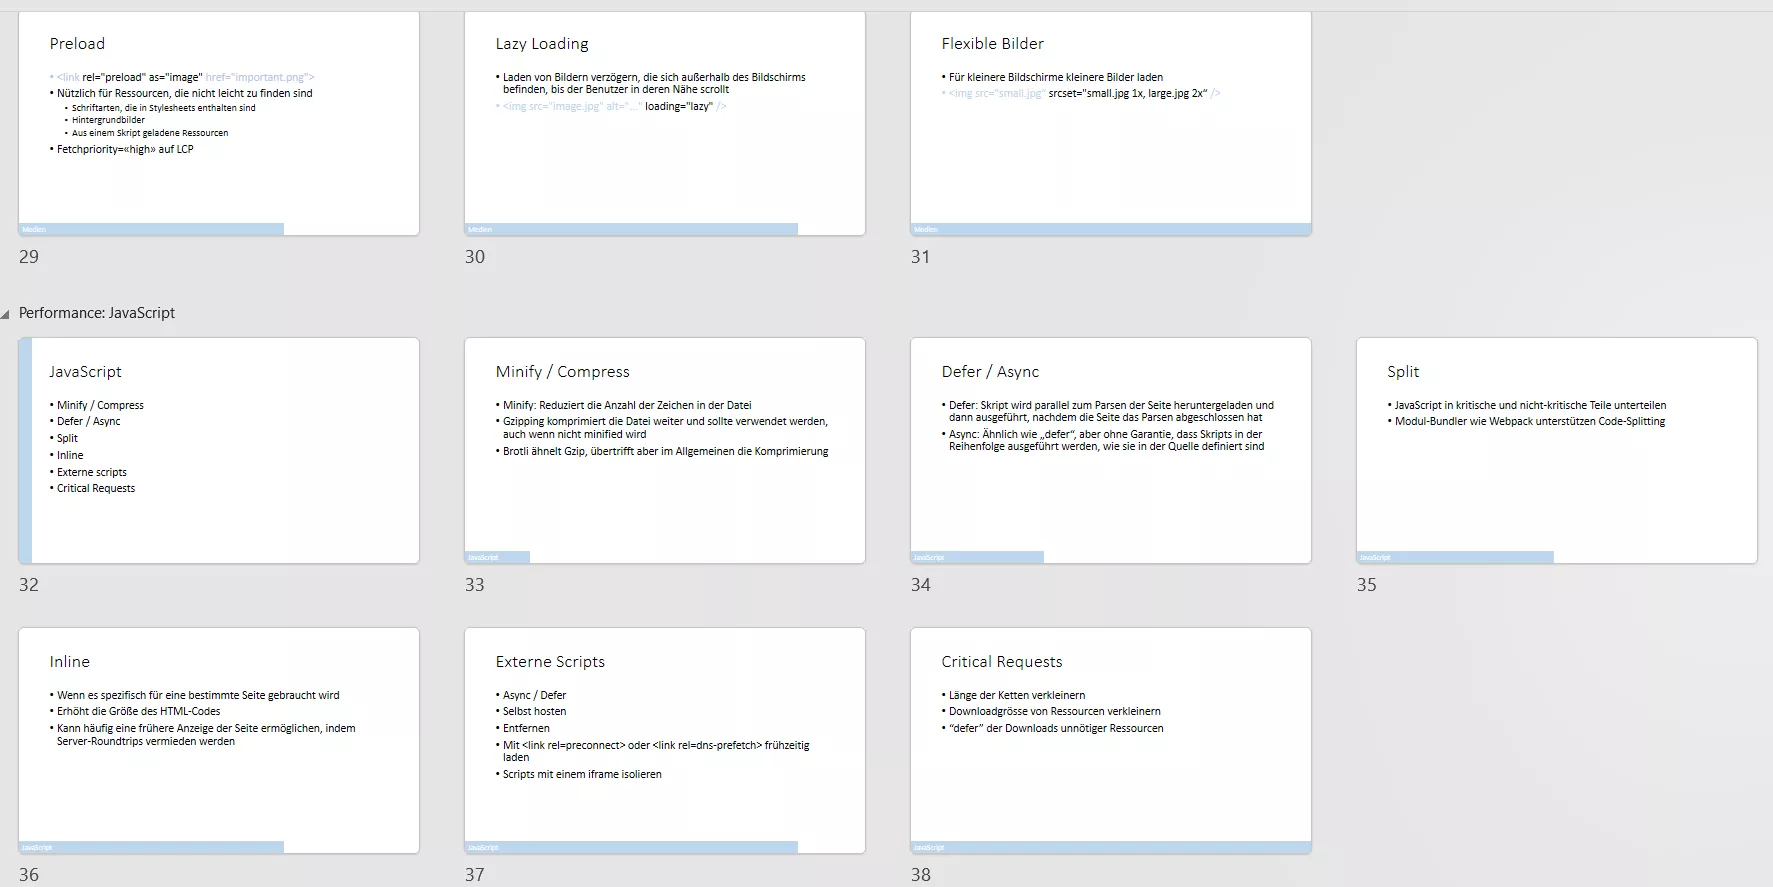 Preload
• <link rel="preload" as="image" href="important.png">
• Nützlich für Ressourcen, die nicht leicht zu finden sind
• Schriftarten, die in Stylesheets enthalten sind
• Hintergrundbilder
• Aus einem Skript geladene Ressourcen
• Fetchpriority=«high» auf LCP
Medien
29
Lazy Loading
• Laden von Bildern verzögern, die sich außerhalb des Bildschirms
befinden, bis der Benutzer in deren Nähe scrollt
• <img src="image.jpg" alt="..." loading="lazy" />
Medien
30
Flexible Bilder
• Für kleinere Bildschirme kleinere Bilder laden
• <img src="small.jpg" srcset="small.jpg 1x, large.jpg 2x“ />
Medien
31
Performance: JavaScript
JavaScript
• Minify / Compress
• Defer / Async
• Split
• Inline
• Externe scripts
• Critical Requests
32
Minify / Compress
• Minify: Reduziert die Anzahl der Zeichen in der Datei
• Gzipping komprimiert die Datei weiter und sollte verwendet werden,
auch wenn nicht minified wird
• Brotli ähnelt Gzip, übertrifft aber im Allgemeinen die Komprimierung
JavaScript
33
Defer / Async
• Defer: Skript wird parallel zum Parsen der Seite heruntergeladen und
dann ausgeführt, nachdem die Seite das Parsen abgeschlossen hat
• Async: Ähnlich wie „defer“, aber ohne Garantie, dass Skripts in der
Reihenfolge ausgeführt werden, wie sie in der Quelle definiert sind
JavaScript
34
Split
• JavaScript in kritische und nicht-kritische Teile unterteilen
• Modul-Bundler wie Webpack unterstützen Code-Splitting
JavaScript
35
Inline
• Wenn es spezifisch für eine bestimmte Seite gebraucht wird
• Erhöht die Größe des HTML-Codes
• Kann häufig eine frühere Anzeige der Seite ermöglichen, indem
Server-Roundtrips vermieden werden
JavaScript
36
Externe Scripts
• Async / Defer
• Selbst hosten
• Entfernen
• Mit <link rel=preconnect> oder <link rel=dns-prefetch> frühzeitig
laden
• Scripts mit einem iframe isolieren
JavaScript
37
Critical Requests
• Länge der Ketten verkleinern
• Downloadgrösse von Ressourcen verkleinern
• “defer” der Downloads unnötiger Ressourcen
JavaScript
38